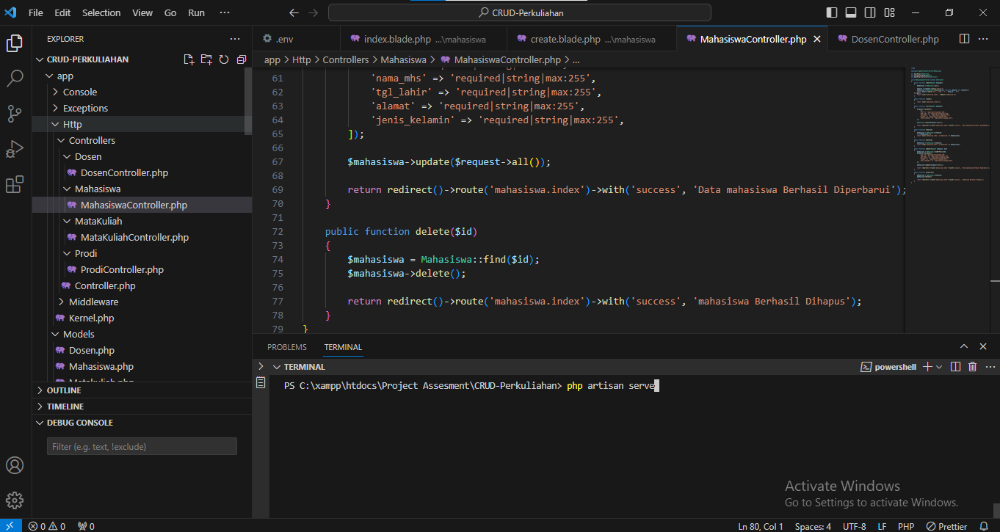 File Edit Selection View Go Run ··· CRUD-Perkuliahan
EXPLORER ···
CRUD-PERKULIAHAN
app
Console
Exceptions
Http
Controllers
Dosen
DosenController.php
Mahasiswa
MahasiswaController.php
MataKuliah
MataKuliahController.php
Prodi
ProdiController.php
Controller.php
Middleware
Kernel.php
Models
Dosen.php
Mahasiswa.php
Matakuliah.php
OUTLINE
TIMELINE
DEBUG CONSOLE
Filter (e.g. text, !exclude)
.env index.blade.php ...\mahasiswa create.blade.php ...\mahasiswa MahasiswaController.php DosenController.php ···
app > Http > Controllers > Mahasiswa > MahasiswaController.php > ...
61 'nama_mhs' => 'required|string|max:255',
62 'tgl_lahir' => 'required|string|max:255',
63 'alamat' => 'required|string|max:255',
64 'jenis_kelamin' => 'required|string|max:255',
65 ]);
66
67 $mahasiswa->update($request->all());
68
69 return redirect()->route('mahasiswa.index')->with('success', 'Data mahasiswa Berhasil Diperbarui');
70 }
71
72 public function delete($id)
73 {
74 $mahasiswa = Mahasiswa::find($id);
75 $mahasiswa->delete();
76
77 return redirect()->route('mahasiswa.index')->with('success', 'mahasiswa Berhasil Dihapus');
78 }
79 }
PROBLEMS TERMINAL
TERMINAL powershell ···
PS C:\xampp\htdocs\Project Assesment\CRUD-Perkuliahan> php artisan serve
Activate Windows
Go to Settings to activate Windows.
0 0 0 Ln 80, Col 1 Spaces: 4 UTF-8 LF PHP Prettier